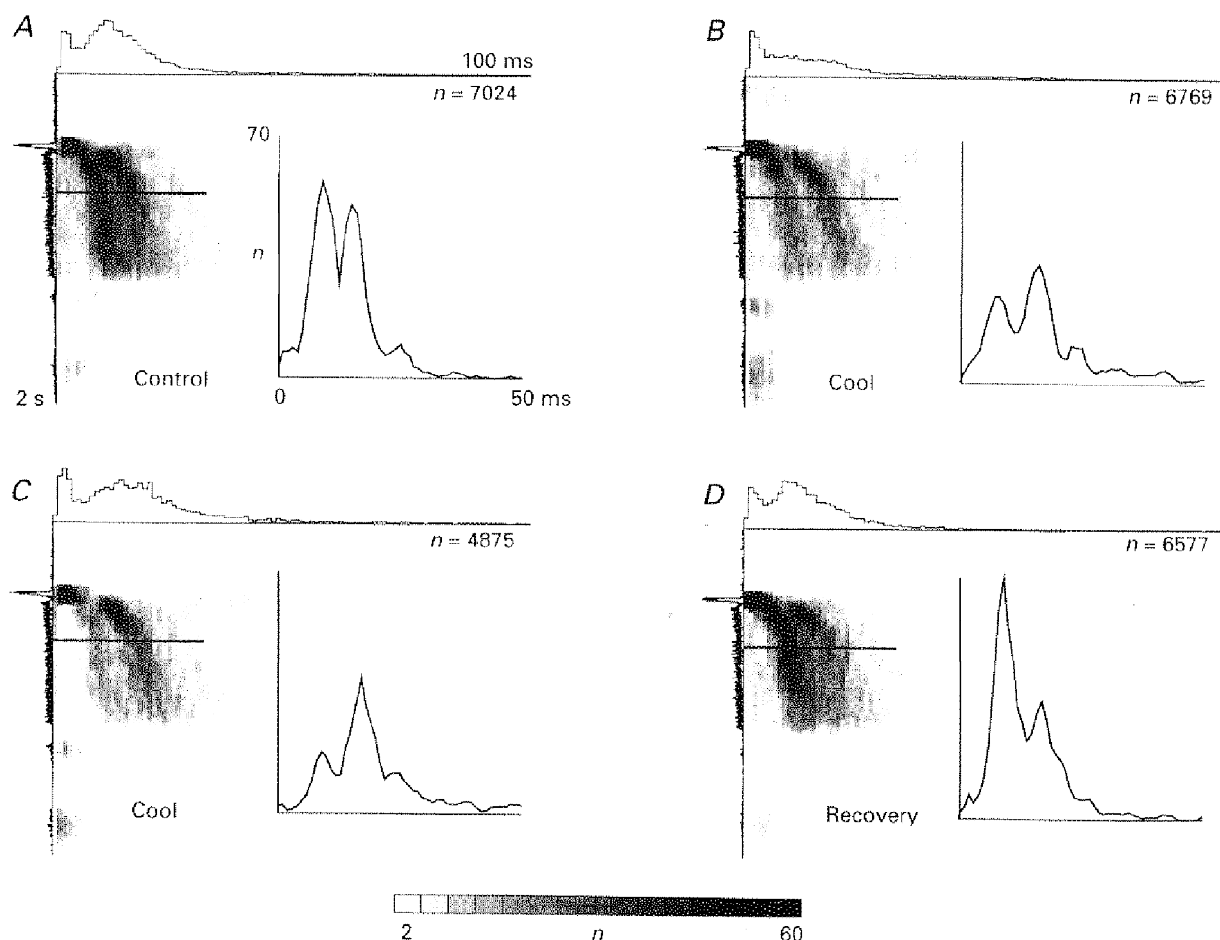 A
100 ms
n = 7024
70
n
Control
2 s
0
50 ms
B
n = 6769
Cool
C
n = 4875
Cool
D
n = 6577
Recovery
2
n
60